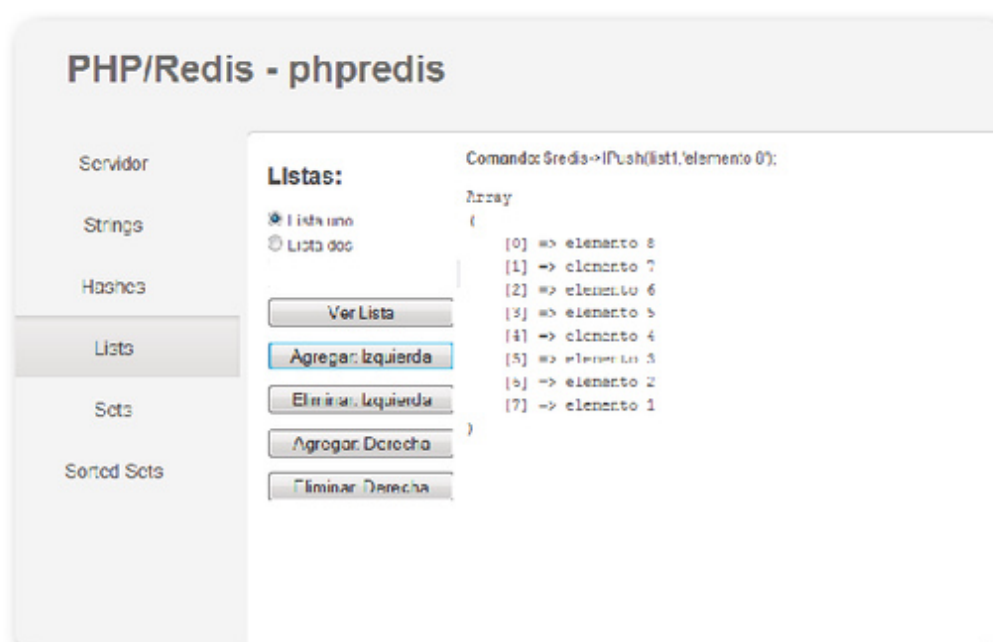 PHP/Redis - phpredis
Servidor
Strings
Hashes
Lists
Sets
Sorted Sets
Listas:
Lista uno
Lista dos
Ver Lista
Agregar: Izquierda
Eliminar: Izquierda
Agregar: Derecha
Eliminar: Derecha
Comando: $redis->lPush(list1,'elemento
Array
(
[0] => elemento 8
[1] => elemento 7
[2] => elemento 6
[3] => elemento 5
[4] => elemento 4
[5] => elemento 3
[6] => elemento 2
[7] => elemento 1
)